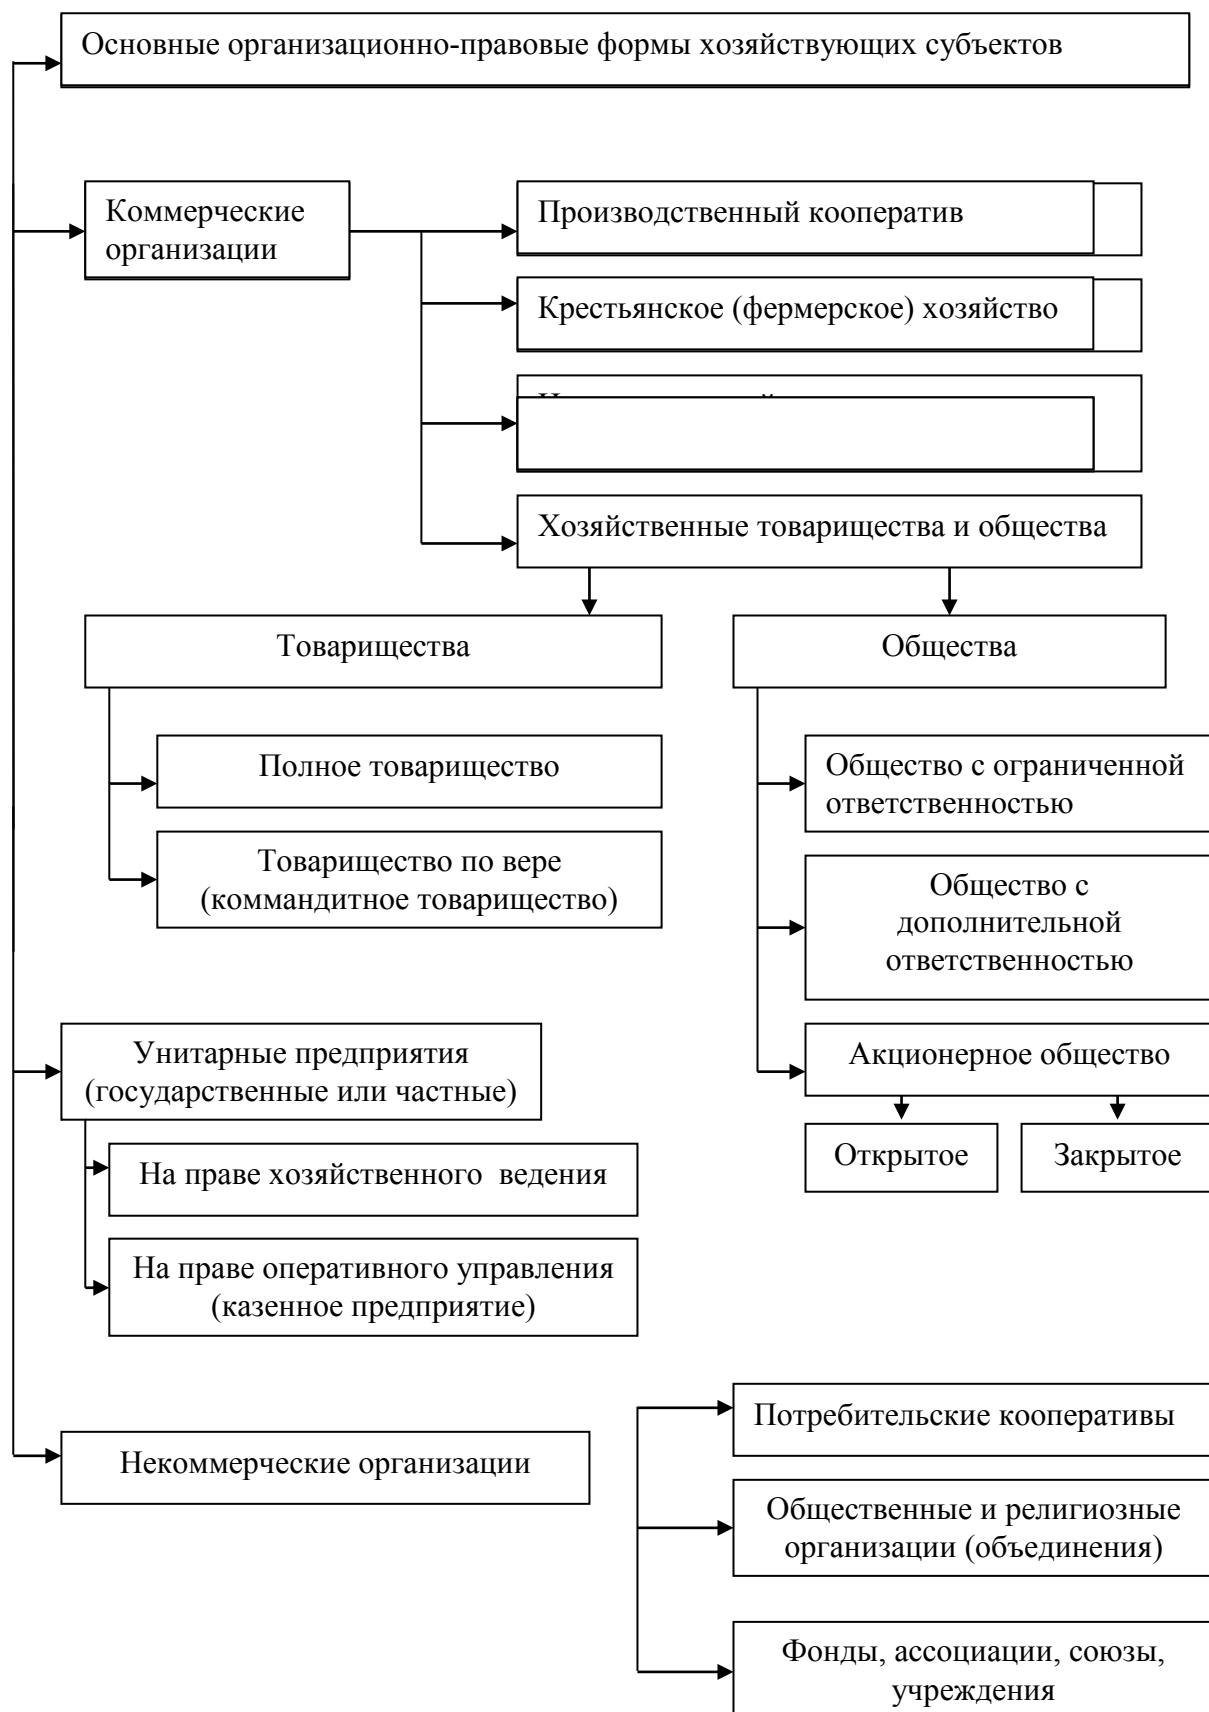 Основные организационно-правовые формы хозяйствующих субъектов
Коммерческие
организации
Производственный кооператив
Крестьянское (фермерское) хозяйство
Хозяйственные товарищества и общества
Товарищества
Общества
Полное товарищество
Товарищество по вере
(коммандитное товарищество)
Общество с ограниченной
ответственностью
Общество с
дополнительной
ответственностью
Акционерное общество
Открытое
Закрытое
Унитарные предприятия
(государственные или частные)
На праве хозяйственного ведения
На праве оперативного управления
(казенное предприятие)
Некоммерческие организации
Потребительские кооперативы
Общественные и религиозные
организации (объединения)
Фонды, ассоциации, союзы,
учреждения